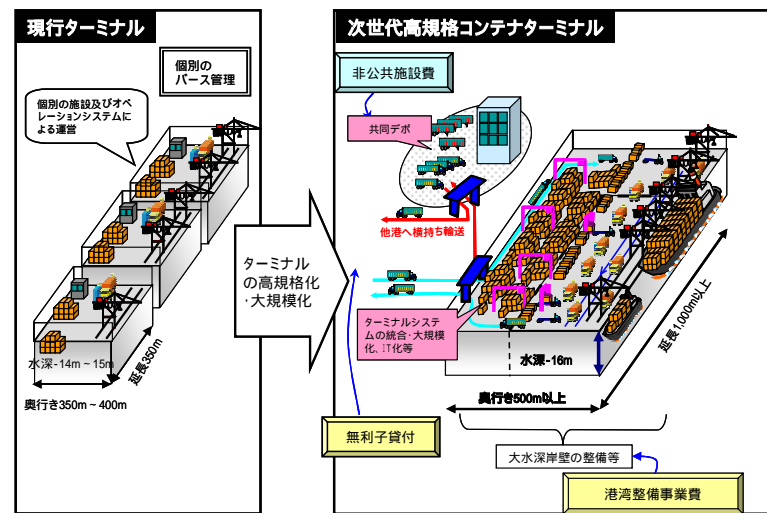 現行ターミナル
個別の
バース管理
個別の施設及びオペ
レーションシステムに
よる運営
水深-14m~15m
延長350m
奥行き350m~400m
ターミナル
の高規格化
・大規模化
次世代高規格コンテナターミナル
非公共施設費
共同デポ
他港へ横持ち輸送
ターミナルシステ
ムの統合・大規模
化、IT化等
水深-16m
延長1,000m以上
奥行き500m以上
無利子貸付
大水深岸壁の整備等
港湾整備事業費